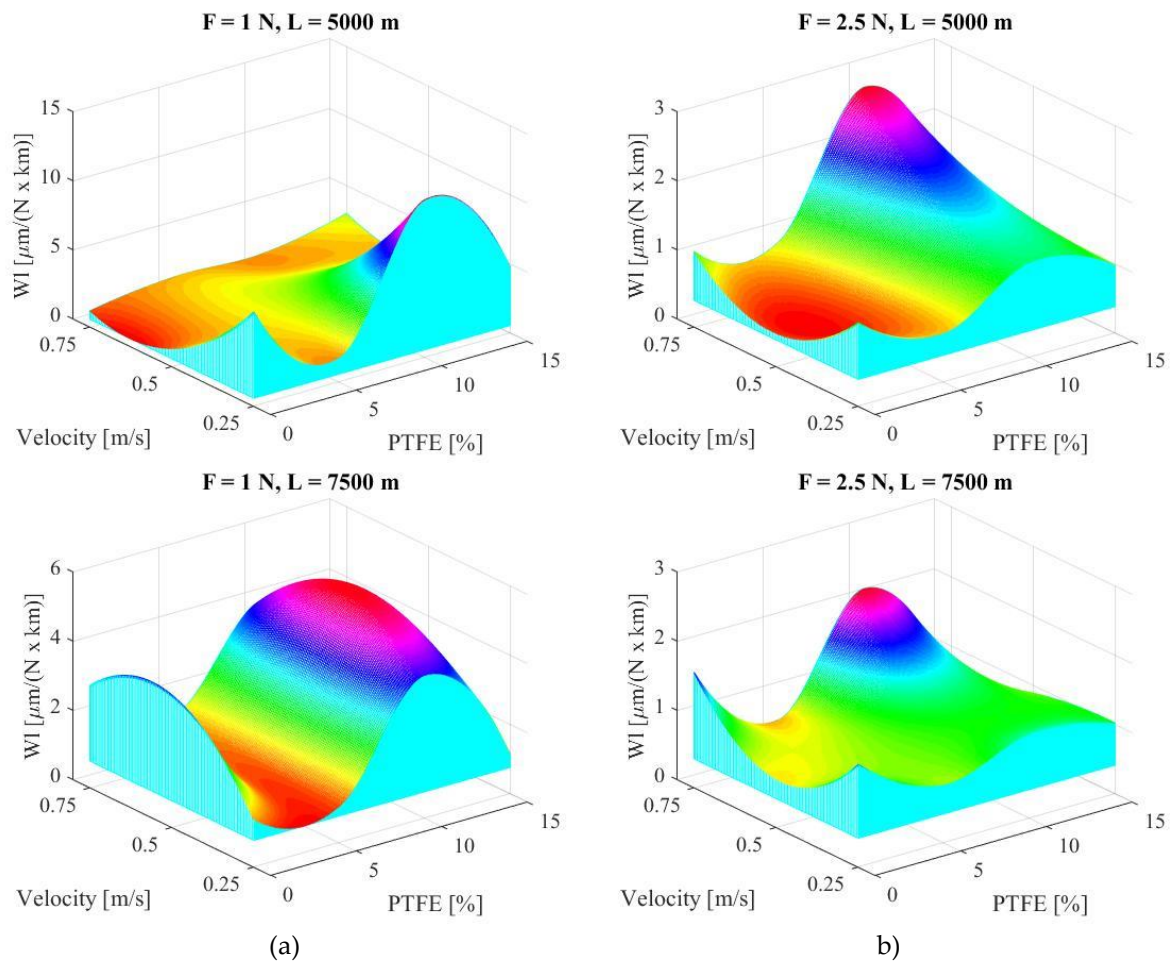 F = 1 N, L = 5000 m
15
10
5
0
Wl [µm/(N x km)]
0.75
0.5
0.25
Velocity [m/s]
0
5
10
15
PTFE [%]
F = 2.5 N, L = 5000 m
3
2
1
0
Wl [µm/(N x km)]
0.75
0.5
0.25
Velocity [m/s]
0
5
10
15
PTFE [%]
F = 1 N, L = 7500 m
6
4
2
0
Wl [µm/(N x km)]
0.75
0.5
0.25
Velocity [m/s]
0
5
10
15
PTFE [%]
F = 2.5 N, L = 7500 m
3
2
1
0
Wl [µm/(N x km)]
0.75
0.5
0.25
Velocity [m/s]
0
5
10
15
PTFE [%]
(a)
b)